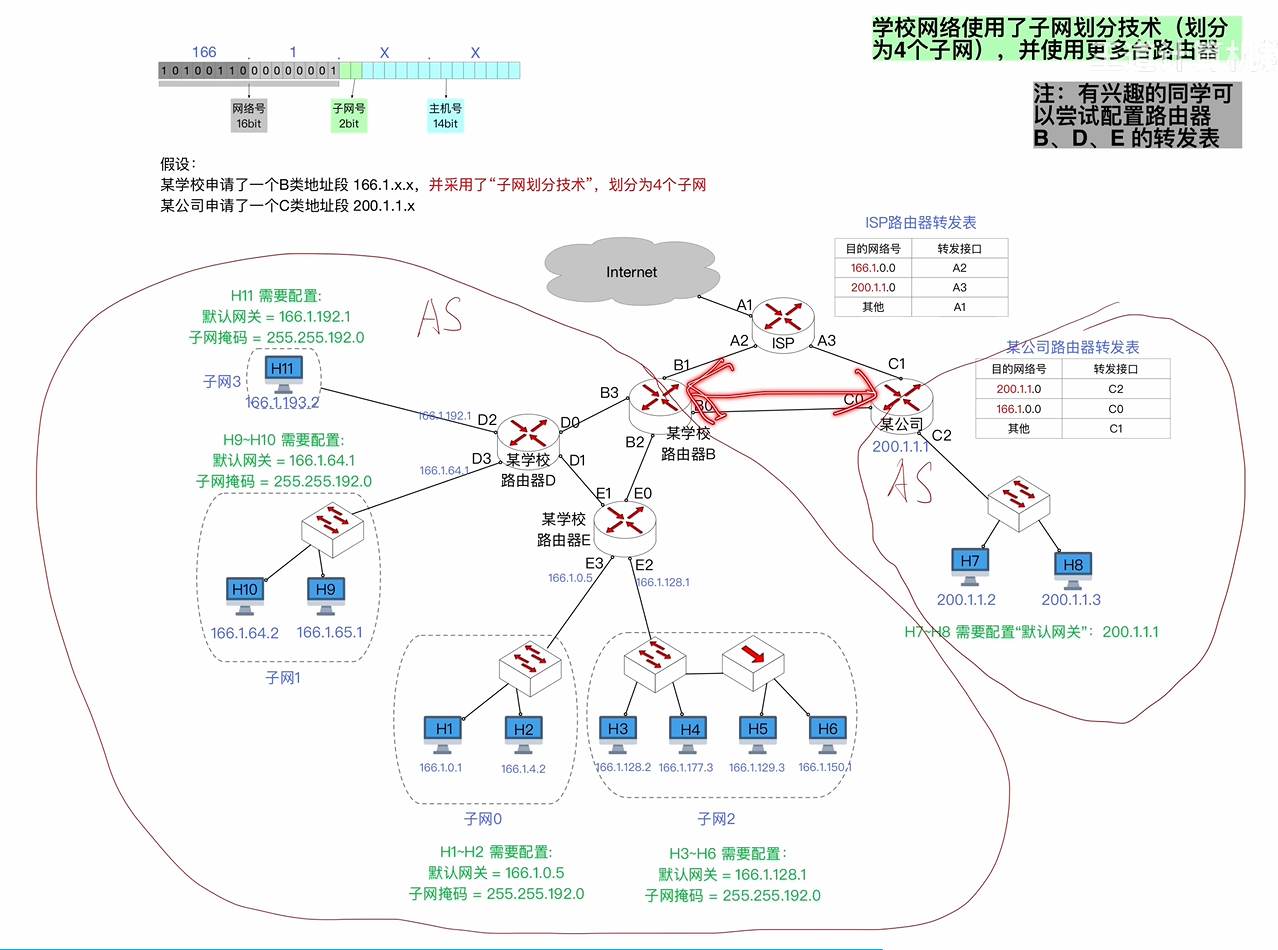 学校网络使用了子网划分技术（划分
为4个子网），并使用更多台路由器
注：有兴趣的同学可
以尝试配置路由器
B、D、E 的转发表
166 . 1 . X . X
1 0 1 0 0 1 1 0 0 0 0 0 0 0 0 1
网络号
16bit
子网号
2bit
主机号
14bit
假设：
某学校申请了一个B类地址段 166.1.x.x，并采用了“子网划分技术”，划分为4个子网
某公司申请了一个C类地址段 200.1.1.x
ISP路由器转发表
目的网络号 转发接口
166.1.0.0 A2
200.1.1.0 A3
其他 A1
Internet
A1
A2
ISP
A3
AS
H11 需要配置:
默认网关 = 166.1.192.1
子网掩码 = 255.255.192.0
H11
子网3
166.1.193.2
某公司路由器转发表
目的网络号 转发接口
200.1.1.0 C2
166.1.0.0 C0
其他 C1
B1
B3
B0
B2
某学校
路由器B
C1
C0
某公司
200.1.1.1
C2
AS
166.1.192.1
D2
D0
D3
D1
166.1.64.1
某学校
路由器D
H9~H10 需要配置:
默认网关 = 166.1.64.1
子网掩码 = 255.255.192.0
H10
H9
166.1.64.2
166.1.65.1
子网1
E1
E0
某学校
路由器E
E3
E2
166.1.0.5
166.1.128.1
H7
H8
200.1.1.2
200.1.1.3
H7~H8 需要配置“默认网关”：200.1.1.1
H1
H2
166.1.0.1
166.1.4.2
子网0
H3
H4
H5
H6
166.1.128.2
166.1.177.3
166.1.129.3
166.1.150.1
子网2
H1~H2 需要配置:
默认网关 = 166.1.0.5
子网掩码 = 255.255.192.0
H3~H6 需要配置：
默认网关 = 166.1.128.1
子网掩码 = 255.255.192.0